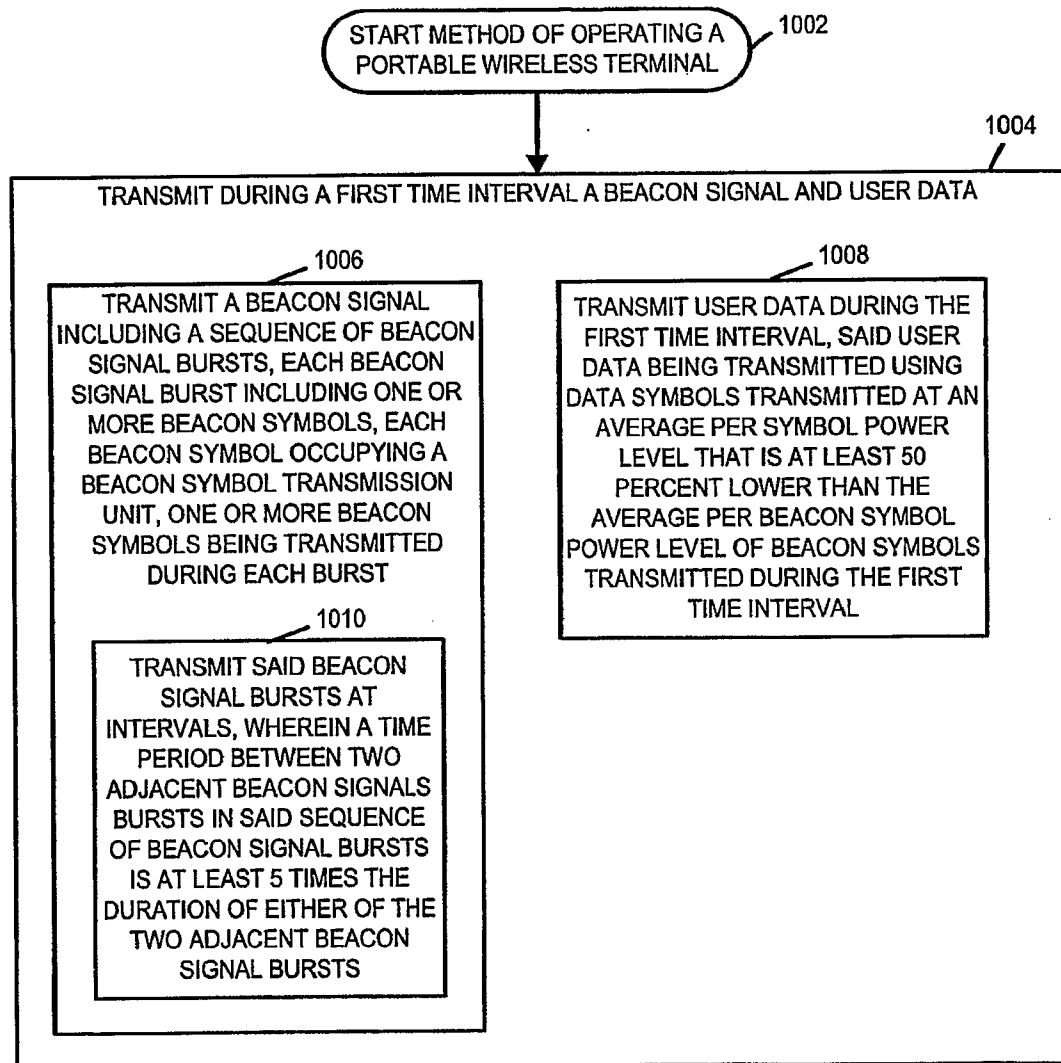 START METHOD OF OPERATING A
PORTABLE WIRELESS TERMINAL
1002
1004
TRANSMIT DURING A FIRST TIME INTERVAL A BEACON SIGNAL AND USER DATA
1006
TRANSMIT A BEACON SIGNAL
INCLUDING A SEQUENCE OF BEACON
SIGNAL BURSTS, EACH BEACON
SIGNAL BURST INCLUDING ONE OR
MORE BEACON SYMBOLS, EACH
BEACON SYMBOL OCCUPYING A
BEACON SYMBOL TRANSMISSION
UNIT, ONE OR MORE BEACON
SYMBOLS BEING TRANSMITTED
DURING EACH BURST
1010
TRANSMIT SAID BEACON
SIGNAL BURSTS AT
INTERVALS, WHEREIN A TIME
PERIOD BETWEEN TWO
ADJACENT BEACON SIGNALS
BURSTS IN SAID SEQUENCE
OF BEACON SIGNAL BURSTS
IS AT LEAST 5 TIMES THE
DURATION OF EITHER OF THE
TWO ADJACENT BEACON
SIGNAL BURSTS
1008
TRANSMIT USER DATA DURING THE
FIRST TIME INTERVAL, SAID USER
DATA BEING TRANSMITTED USING
DATA SYMBOLS TRANSMITTED AT AN
AVERAGE PER SYMBOL POWER
LEVEL THAT IS AT LEAST 50
PERCENT LOWER THAN THE
AVERAGE PER BEACON SYMBOL
POWER LEVEL OF BEACON SYMBOLS
TRANSMITTED DURING THE FIRST
TIME INTERVAL